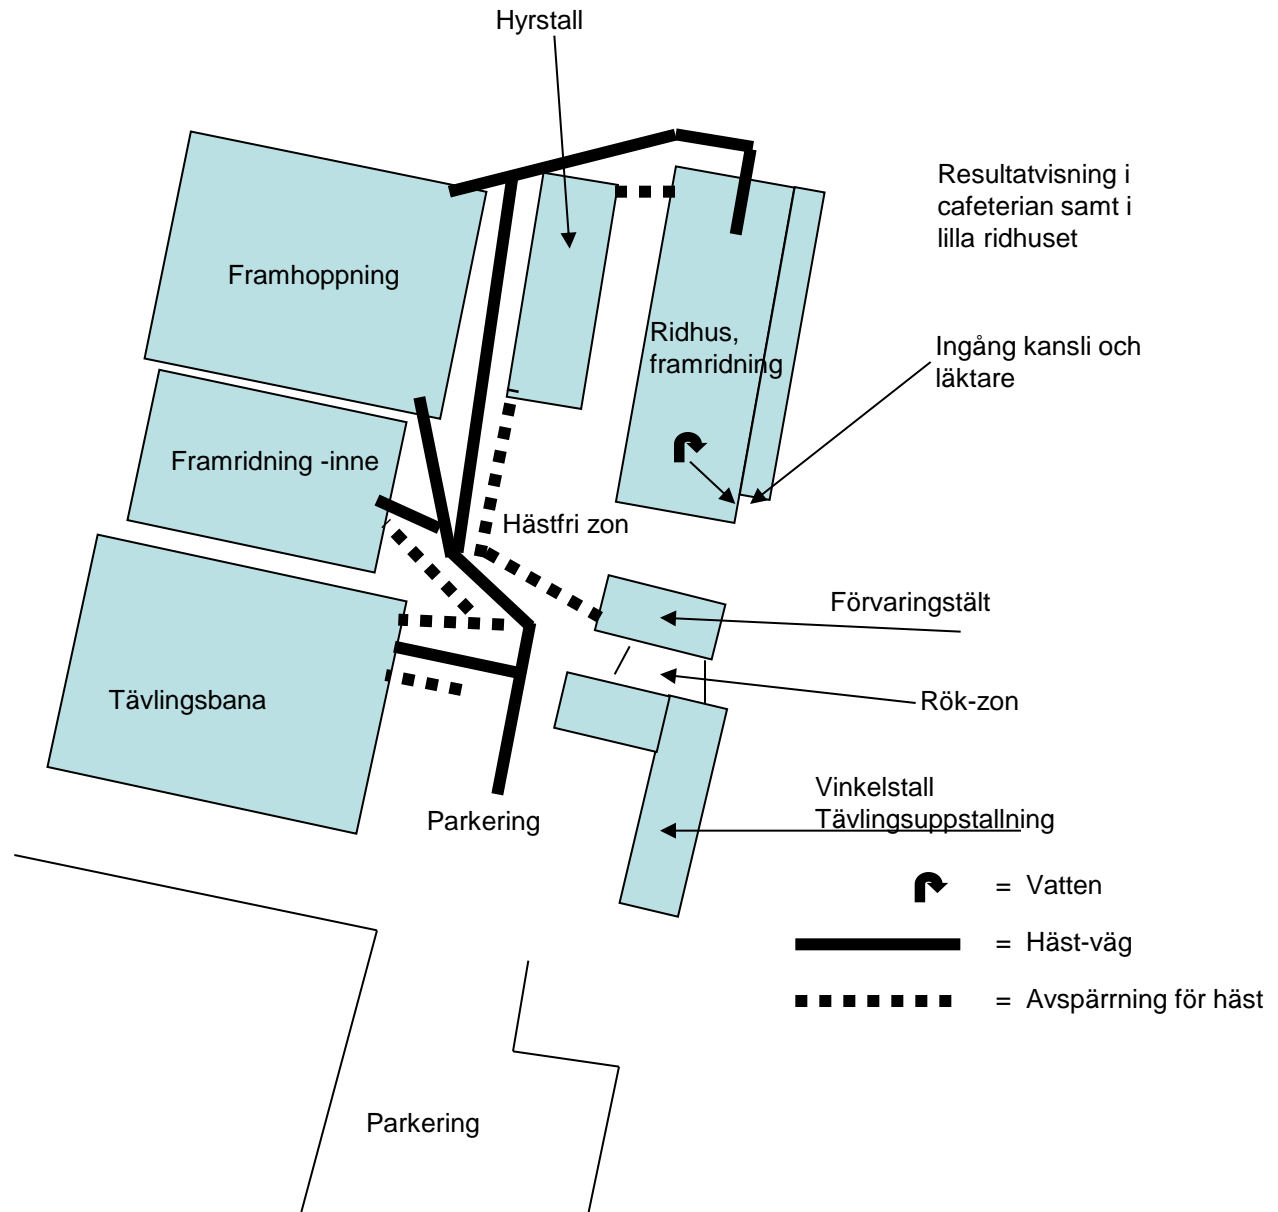 Hyrstall
Resultatvisning i
cafeterian samt i
lilla ridhuset
Framhoppning
Ridhus,
framridning
Ingång kansli och
läktare
Framridning -inne
Hästfri zon
Förvaringstält
Tävlingsbana
Rök-zon
Vinkelstall
Tävlingsuppstallning
Parkering
= Vatten
= Häst-väg
= Avspärrning för häst
Parkering